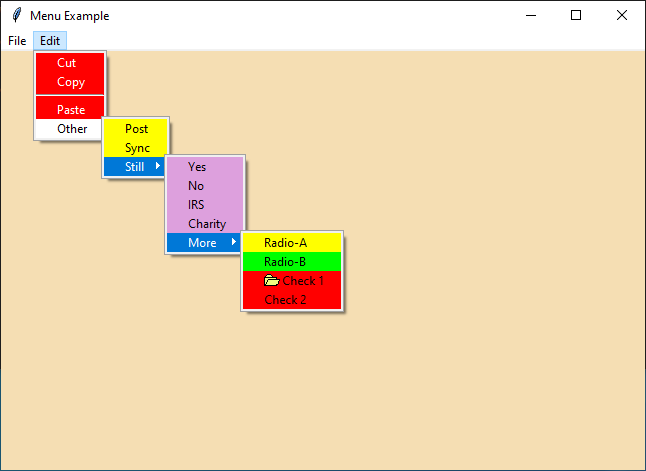 Menu Example
File Edit
Cut
Copy
Paste
Other
Post
Sync
Still
Yes
No
IRS
Charity
More
Radio-A
Radio-B
Check 1
Check 2